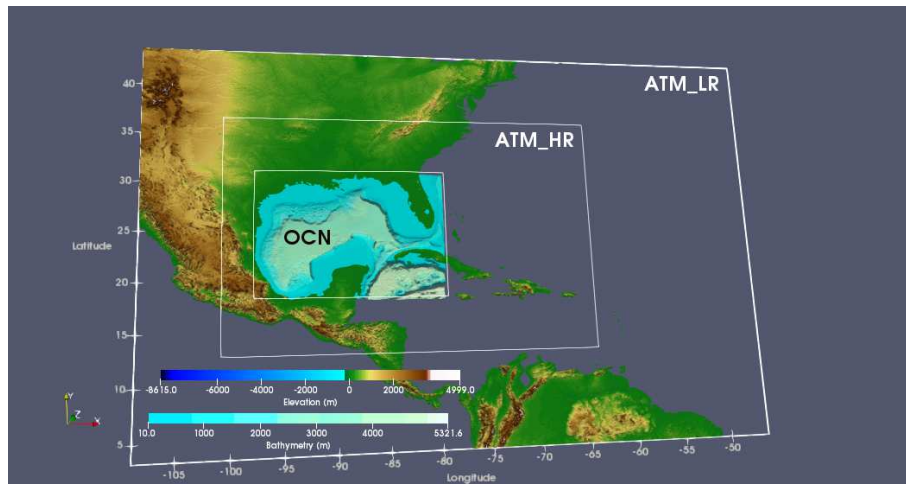 ATM_LR
ATM_HR
OCN
Latitude
40
35
30
25
20
15
10
5
-8615.0 -6000 -4000 -2000 0 2000 4999.0
Elevation (m)
10.0 1000 2000 3000 4000 5321.6
Bathymetry (m)
Y
Z
X
-105 -100 -95 -90 -85 -80 -75 -70 -65 -60 -55 -50
Longitude